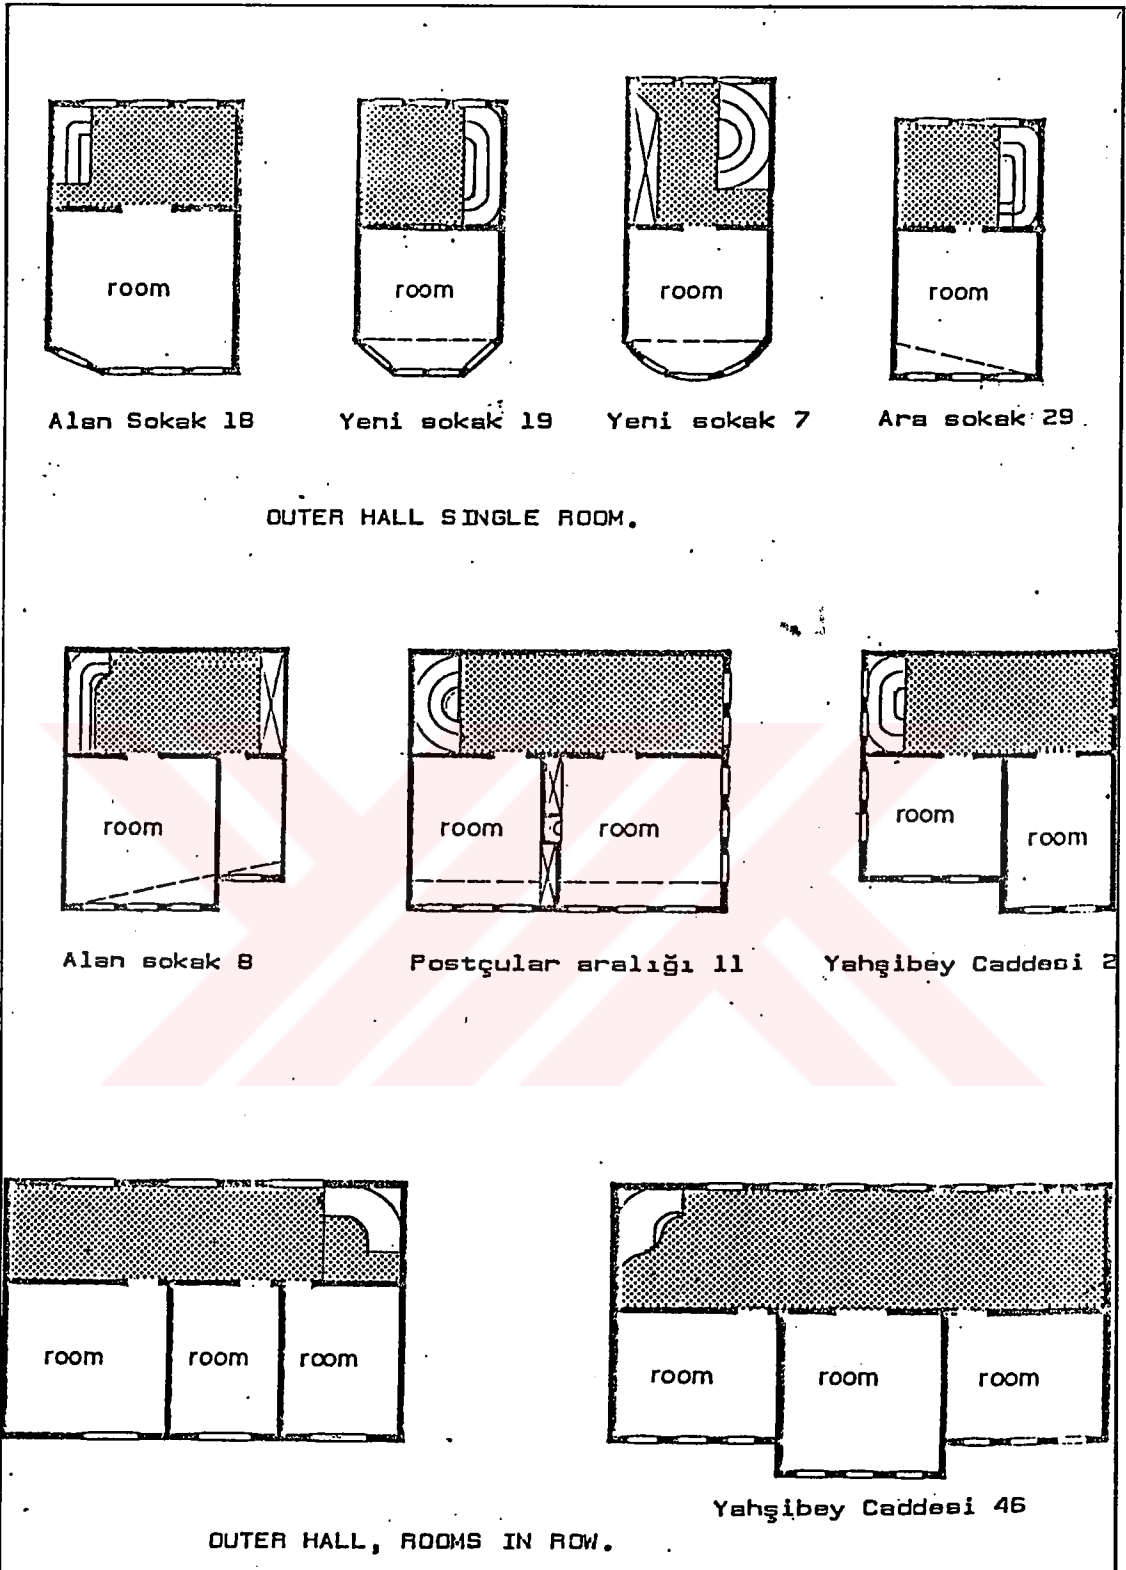 room
room
room
room
Alan Sokak 18
Yeni sokak 19
Yeni sokak 7
Ara sokak 29
OUTER HALL SINGLE ROOM.
room
room
room
room
room
Alan sokak 8
Postçular aralığı 11
Yahşibey Caddesi 2
room
room
room
room
room
room
Yahşibey Caddesi 46
OUTER HALL, ROOMS IN ROW.